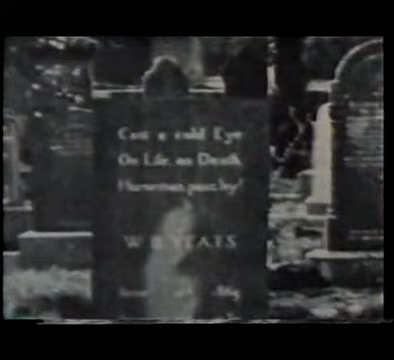 Cast a cold Eye
On Life, on Death.
Horseman, pass by!
W B YEATS